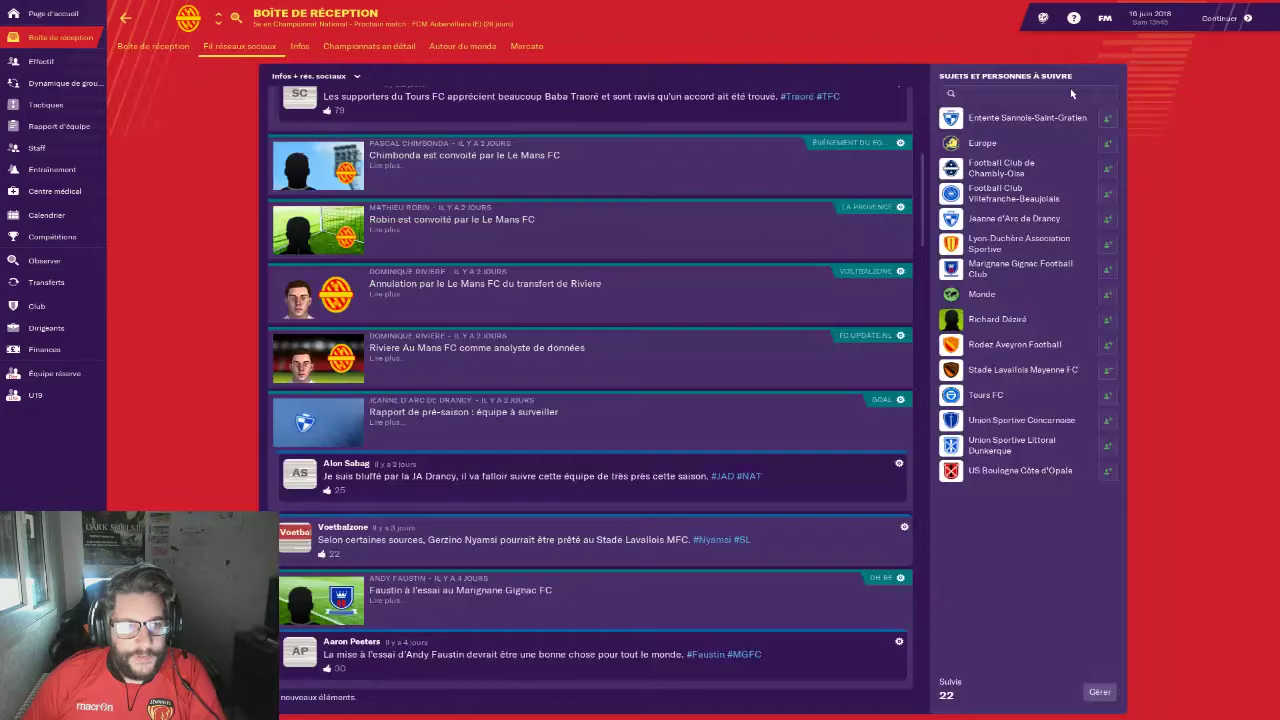 Page d'accueil
Boîte de réception
Effectif
Dynamique de grou...
Tactiques
Rapport d'équipe
Staff
Entraînement
Centre médical
Calendrier
Compétitions
Observer
Transferts
Club
Dirigeants
Finances
Équipe réserve
U19
BOÎTE DE RÉCEPTION
5e en Championnat National - Prochain match : FCM Aubervilliers (E) (28 jours)
FM
16 juin 2018
Sam 13h45
Continuer
Boîte de réception
Fil réseaux sociaux
Infos
Championnats en détail
Autour du monde
Mercato
Infos + rés. sociaux
SC
Les supporters du Tours FC apprécient beaucoup Baba Traoré et sont ravis qu'un accord ait été trouvé. #Traoré #TFC
79
PASCAL CHIMBONDA - IL Y A 2 JOURS
ÉVÉNEMENT DU FO...
Chimbonda est convoité par le Le Mans FC
Lire plus...
MATHIEU ROBIN - IL Y A 2 JOURS
LA PROVENCE
Robin est convoité par le Le Mans FC
Lire plus...
DOMINIQUE RIVIERE - IL Y A 2 JOURS
VOETBALZONE
Annulation par le Le Mans FC du transfert de Riviere
Lire plus...
DOMINIQUE RIVIERE - IL Y A 2 JOURS
FC UPDATE.NL
Riviere Au Mans FC comme analyste de données
Lire plus...
JEANNE D'ARC DE DRANCY - IL Y A 2 JOURS
GOAL
Rapport de pré-saison : équipe à surveiller
Lire plus...
AS
Alon Sabag il y a 2 jours
Je suis bluffé par la JA Drancy, il va falloir suivre cette équipe de très près cette saison. #JAD #NAT
25
Voetba
Voetbalzone il y a 3 jours
Selon certaines sources, Gerzino Nyamsi pourrait être prêté au Stade Lavallois MFC. #Nyamsi #SL
22
ANDY FAUSTIN - IL Y A 4 JOURS
DH BE
Faustin à l'essai au Marignane Gignac FC
Lire plus...
AP
Aaron Peeters il y a 4 jours
La mise à l'essai d'Andy Faustin devrait être une bonne chose pour tout le monde. #Faustin #MGFC
30
nouveaux éléments.
SUJETS ET PERSONNES À SUIVRE
Entente Sannois-Saint-Gratien
Europe
Football Club de
Chambly-Oise
Football Club
Villefranche-Beaujolais
Jeanne d'Arc de Drancy
Lyon-Duchère Association
Sportive
Marignane Gignac Football
Club
Monde
Richard Déziré
Rodez Aveyron Football
Stade Lavallois Mayenne FC
Tours FC
Union Sportive Concarnoise
Union Sportive Littoral
Dunkerque
US Boulogne Côte d'Opale
Suivis
22
Gérer
DARK SOULS II
macron